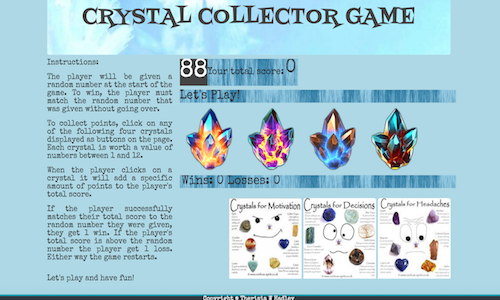 CRYSTAL COLLECTOR GAME
Instructions:
The player will be given a
random number at the start of the
game. To win, the player must
match the random number that
was given without going over.
To collect points, click on any
of the following four crystals
displayed as buttons on the page.
Each crystal is worth a value of
numbers between 1 and 12.
When the player clicks on a
crystal it will add a specific
amount of points to the player's
total score.
If the player successfully
matches their total score to the
random number they were given,
they get 1 win. If the player's
total score is above the random
number the player get 1 loss.
Either way the game restarts.
Let's play and have fun!
88 Your total score: 0
Let's Play!
Wins: 0 Losses: 0
Crystals for Motivation
Crystals for Decisions
Crystals for Headaches
Copyright © Theritia N Hadley